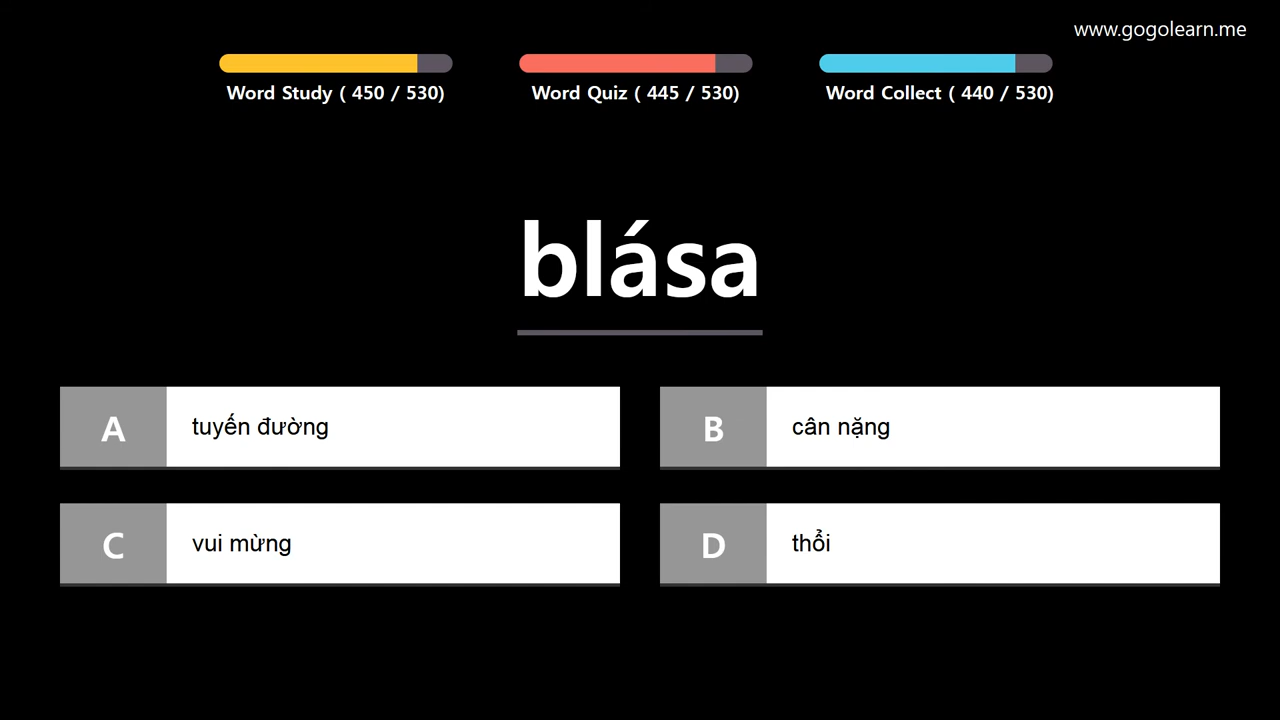 www.gogolearn.me
Word Study ( 450 / 530)
Word Quiz ( 445 / 530)
Word Collect ( 440 / 530)
blása
A
tuyến đường
B
cân nặng
C
vui mừng
D
thổi